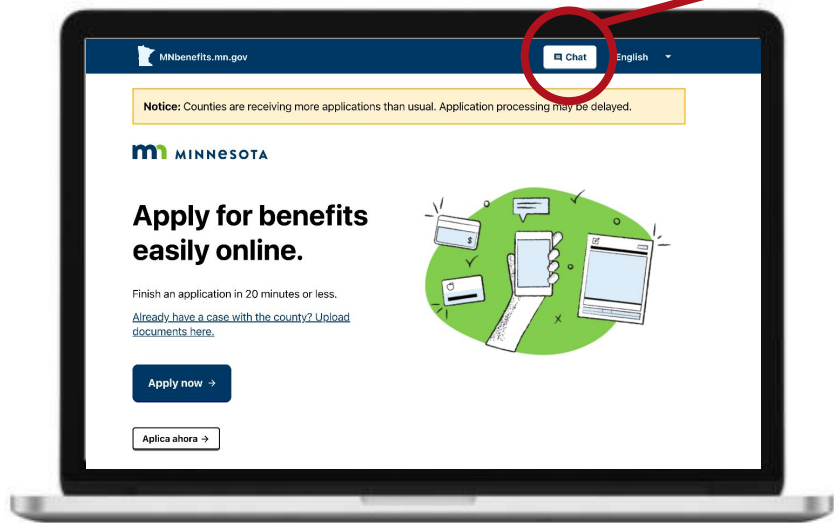 MNbenefits.mn.gov
Chat
English
Notice: Counties are receiving more applications than usual. Application processing may be delayed.
mn MINNESOTA
Apply for benefits
easily online.
Finish an application in 20 minutes or less.
Already have a case with the county? Upload
documents here.
Apply now →
Aplica ahora →
$